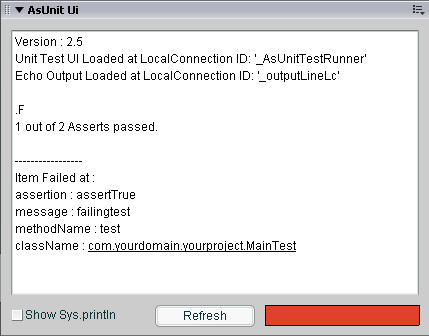 AsUnit Ui
Version : 2.5
Unit Test UI Loaded at LocalConnection ID: '_AsUnitTestRunner'
Echo Output Loaded at LocalConnection ID: '_outputLineLc'
.F
1 out of 2 Asserts passed.
-----------------
Item Failed at :
assertion : assertTrue
message : failingtest
methodName : test
className : com.yourdomain.yourproject.MainTest
Show Sys.println
Refresh